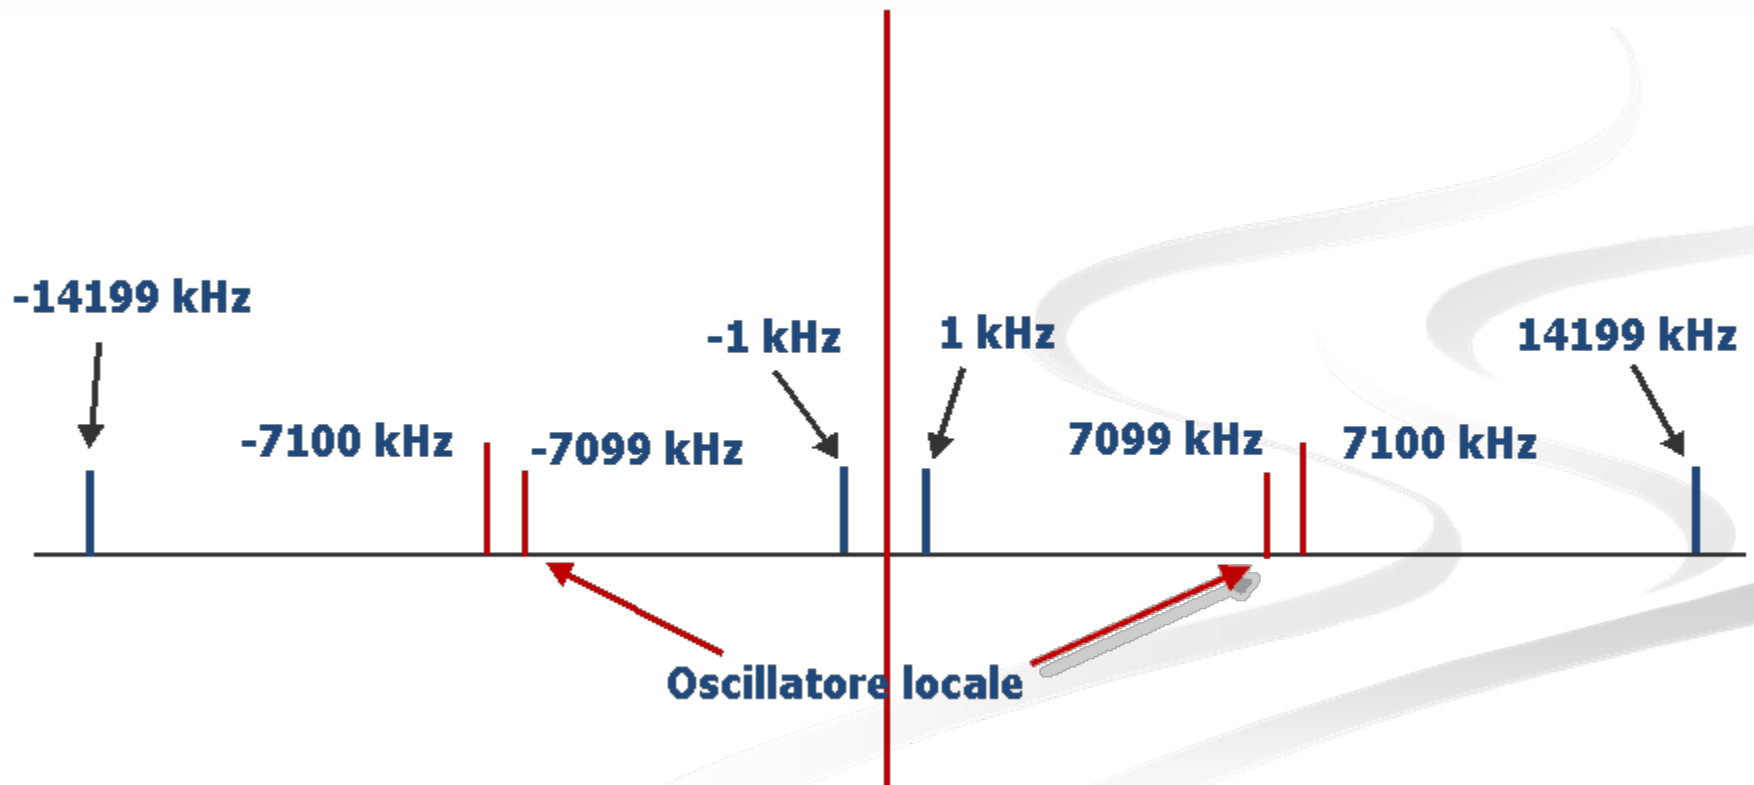 -14199 kHz
-1 kHz
1 kHz
14199 kHz
-7100 kHz
-7099 kHz
7099 kHz
7100 kHz
Oscillatore locale